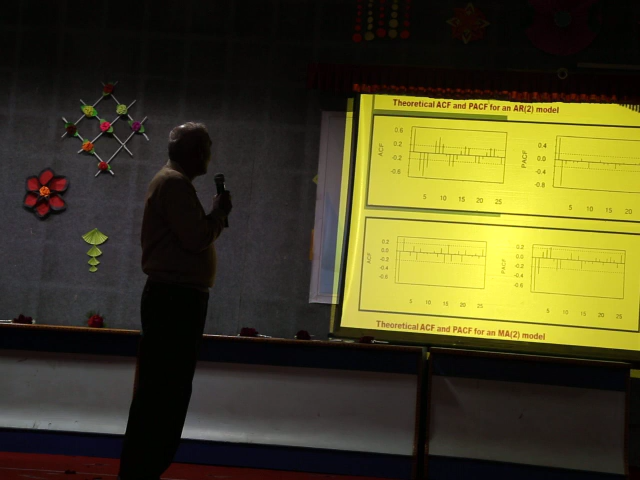 Theoretical ACF and PACF for an AR(2) model
ACF
0.6
0.2
-0.2
-0.6
5 10 15 20 25
PACF
0.4
0.0
-0.4
-0.8
5 10 15 20
ACF
0.2
0.0
-0.2
-0.4
-0.6
5 10 15 20 25
PACF
0.2
0.0
-0.2
-0.4
-0.6
5 10 15 20 25
Theoretical ACF and PACF for an MA(2) model